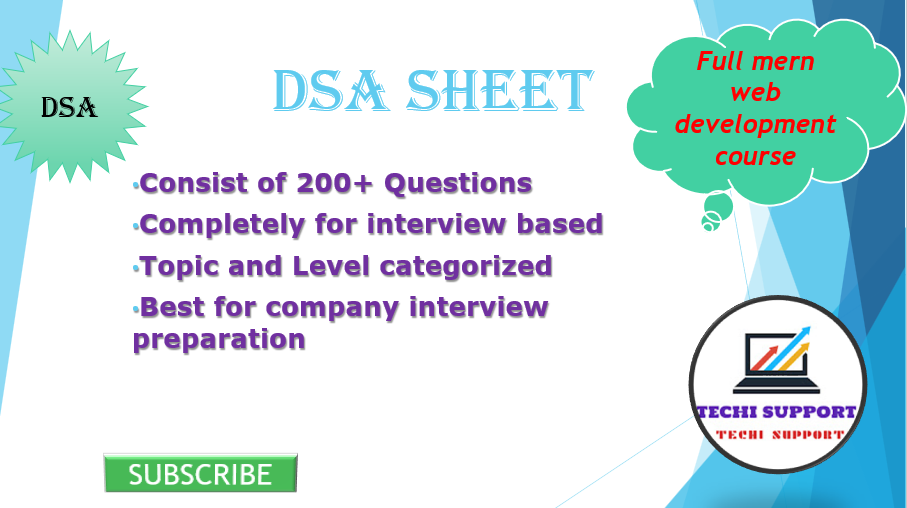 DSA
DSA SHEET
Full mern
web
development
course
•Consist of 200+ Questions
•Completely for interview based
•Topic and Level categorized
•Best for company interview
preparation
TECHI SUPPORT
TECHI SUPPORT
SUBSCRIBE